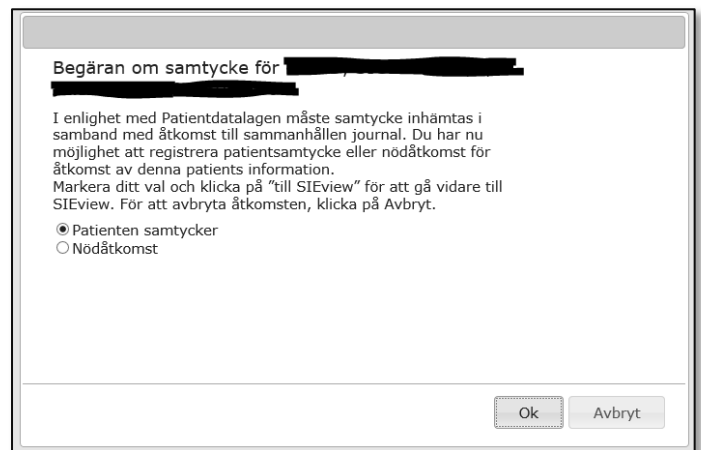 Begäran om samtycke för
I enlighet med Patientdatalagen måste samtycke inhämtas i
samband med åtkomst till sammanhållen journal. Du har nu
möjlighet att registrera patientsamtycke eller nödåtkomst för
åtkomst av denna patients information.
Markera ditt val och klicka på ”till SIEview” för att gå vidare till
SIEview. För att avbryta åtkomsten, klicka på Avbryt.
Patienten samtycker
Nödåtkomst
Ok Avbryt